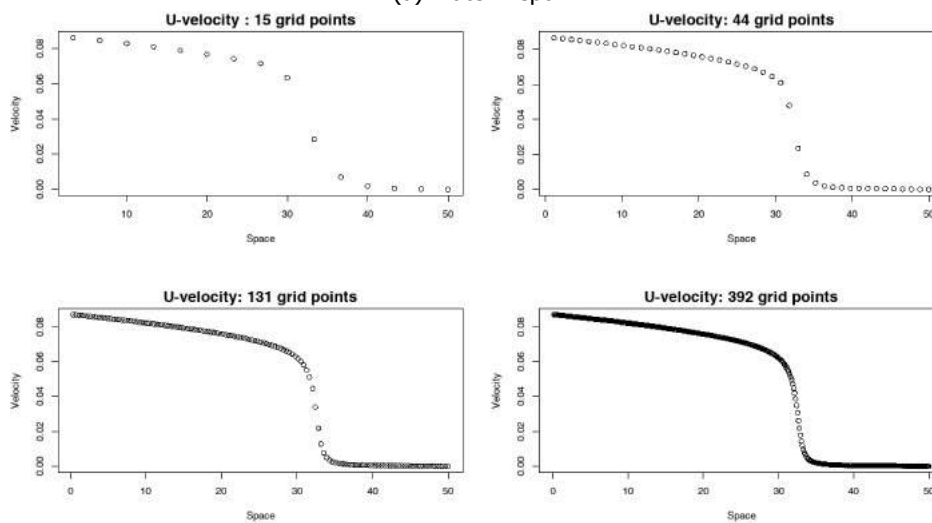 U-velocity : 15 grid points
U-velocity: 44 grid points
Velocity
0.00 0.02 0.04 0.06 0.08
10 20 30 40 50
Space
Velocity
0.00 0.02 0.04 0.06 0.08
0 10 20 30 40 50
Space
U-velocity: 131 grid points
U-velocity: 392 grid points
Velocity
0.00 0.02 0.04 0.06 0.08
0 10 20 30 40 50
Space
Velocity
0.00 0.02 0.04 0.06 0.08
0 10 20 30 40 50
Space